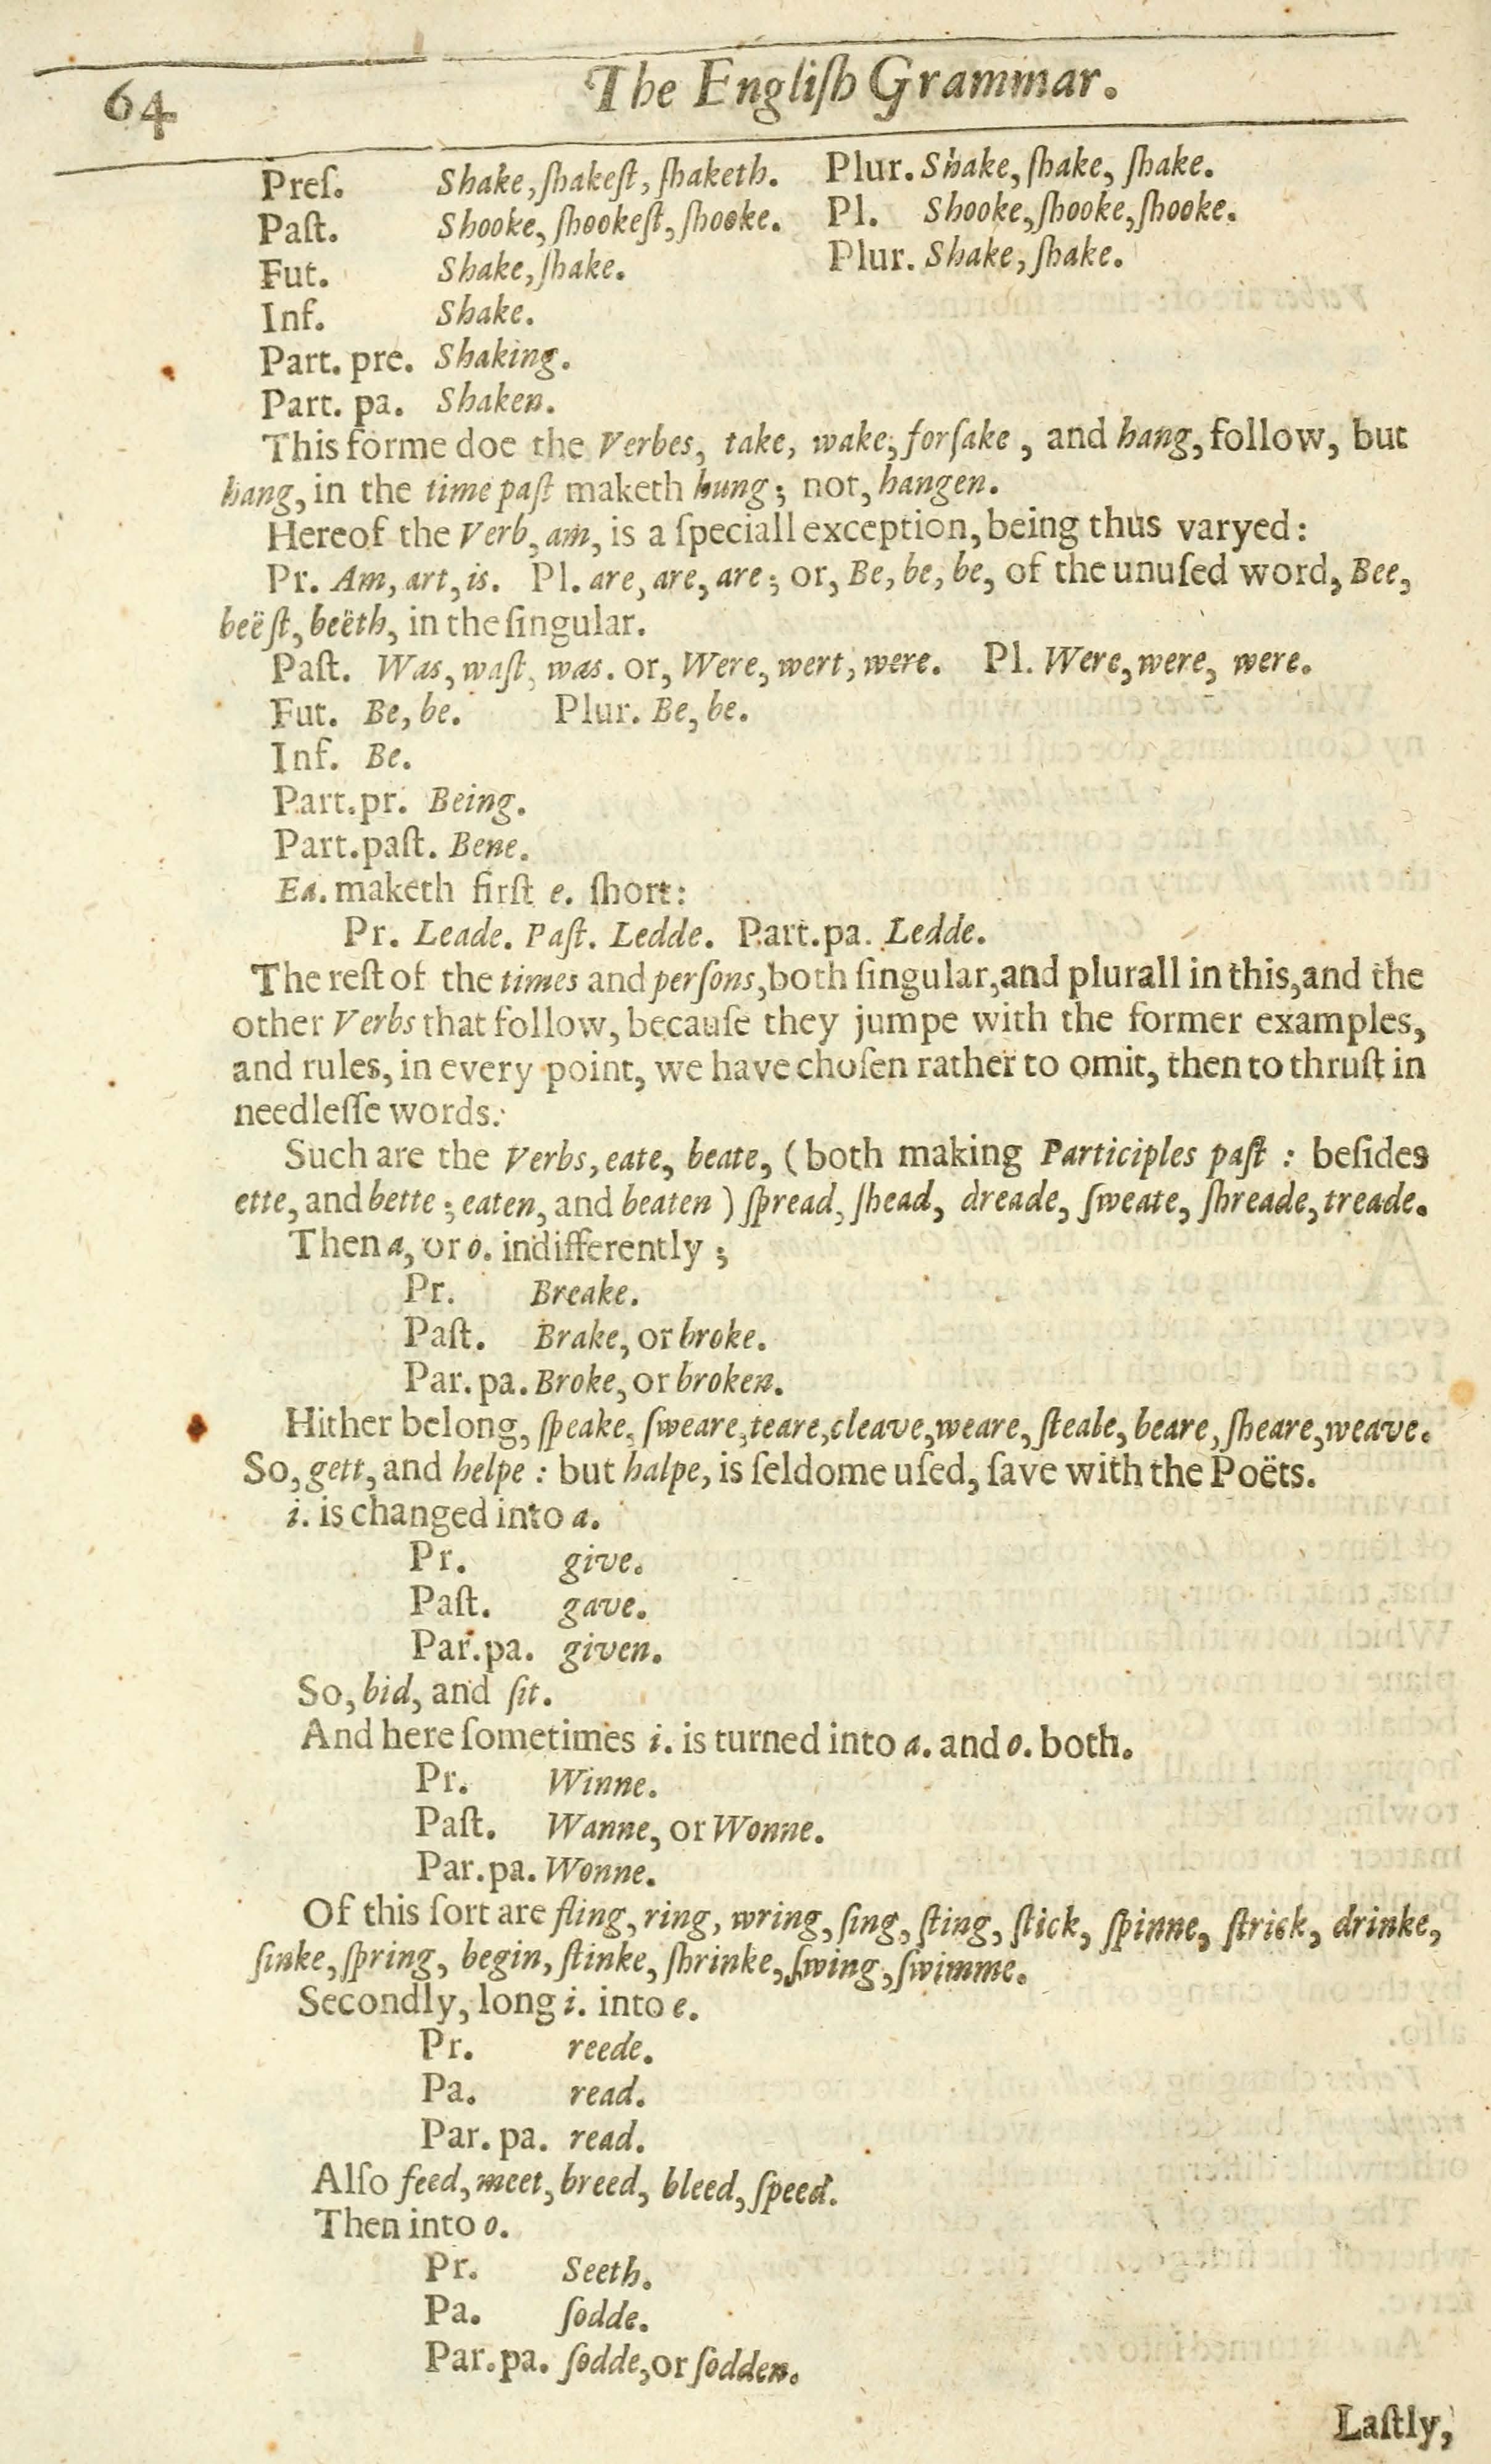 64 The Engliſh Grammar.
Preſ. Shake, ſhakeſt, ſhaketh. Plur. Shake, ſhake, ſhake.
Paſt. Shooke, ſhookeſt, ſhooke. Pl. Shooke, ſhooke, ſhooke.
Fut. Shake, ſhake. Plur. Shake, ſhake.
Inf. Shake.
Part. pre. Shaking.
Part. pa. Shaken.
This forme doe the Verbes, take, wake, forſake, and hang, follow, but
hang, in the time paſt maketh hung; not, hangen.
Hereof the Verb, am, is a ſpeciall exception, being thus varyed:
Pr. Am, art, is. Pl. are, are, are; or, Be, be, be, of the unuſed word, Bee,
beëſt, beëth, in the ſingular.
Paſt. Was, waſt, was. or, Were, wert, were. Pl. Were, were, were.
Fut. Be, be. Plur. Be, be.
Inf. Be.
Part.pr. Being.
Part.paſt. Bene.
Ea. maketh firſt e. ſhort:
Pr. Leade. Paſt. Ledde. Part.pa. Ledde.
The reſt of the times and perſons, both ſingular, and plurall in this, and the
other Verbs that follow, becauſe they jumpe with the former examples,
and rules, in every point, we have choſen rather to omit, then to thruſt in
needleſſe words.
Such are the Verbs, eate, beate, (both making Participles paſt : beſides
ette, and bette; eaten, and beaten) ſpread, ſhead, dreade, ſweate, ſhreade, treade.
Then a, or o. indifferently;
Pr. Breake.
Paſt. Brake, or broke.
Par.pa. Broke, or broken.
Hither belong, ſpeake, ſweare, teare, cleave, weare, ſteale, beare, ſheare, weave.
So, gett, and helpe : but halpe, is ſeldome uſed, ſave with the Poëts.
i. is changed into a.
Pr. give.
Paſt. gave.
Par.pa. given.
So, bid, and ſit.
And here ſometimes i. is turned into a. and o. both.
Pr. Winne.
Paſt. Wanne, or Wonne.
Par.pa. Wonne.
Of this ſort are fling, ring, wring, ſing, ſting, ſtick, ſpinne, ſtrick, drinke,
ſinke, ſpring, begin, ſtinke, ſhrinke, ſwing, ſwimme.
Secondly, long i. into e.
Pr. reede.
Pa. read.
Par. pa. read.
Alſo feed, meet, breed, bleed, ſpeed.
Then into o.
Pr. Seeth.
Pa. ſodde.
Par.pa. ſodde, or ſodden.
Laſtly,